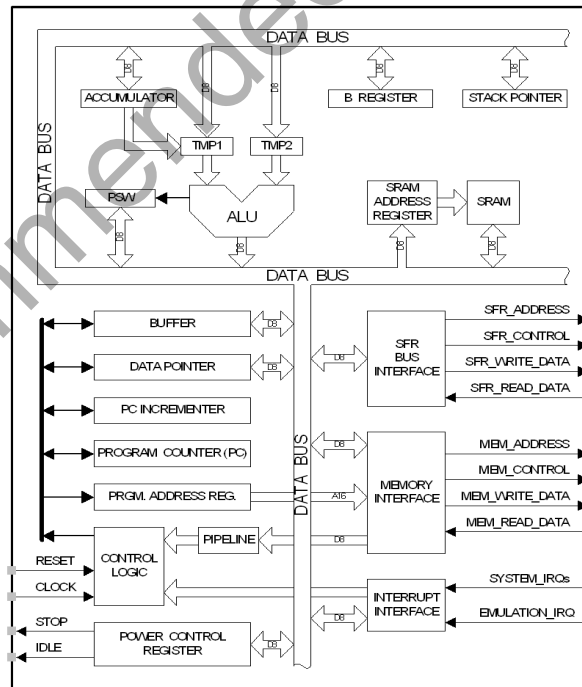 DATA BUS
D8
D8
D8
D8
D8
ACCUMULATOR
B REGISTER
STACK POINTER
TMP1
TMP2
DATA BUS
PSW
ALU
SRAM
ADDRESS
REGISTER
SRAM
D8
D8
D8
D8
DATA BUS
BUFFER
D8
DATA POINTER
D8
PC INCREMENTER
PROGRAM COUNTER (PC)
PRGM. ADDRESS REG.
A16
DATA BUS
D8
SFR
BUS
INTERFACE
SFR_ADDRESS
SFR_CONTROL
SFR_WRITE_DATA
SFR_READ_DATA
D8
MEMORY
INTERFACE
MEM_ADDRESS
MEM_CONTROL
MEM_WRITE_DATA
MEM_READ_DATA
PIPELINE
D8
RESET
CLOCK
CONTROL
LOGIC
INTERRUPT
INTERFACE
SYSTEM_IRQs
EMULATION_IRQ
D8
STOP
IDLE
POWER CONTROL
REGISTER
D8